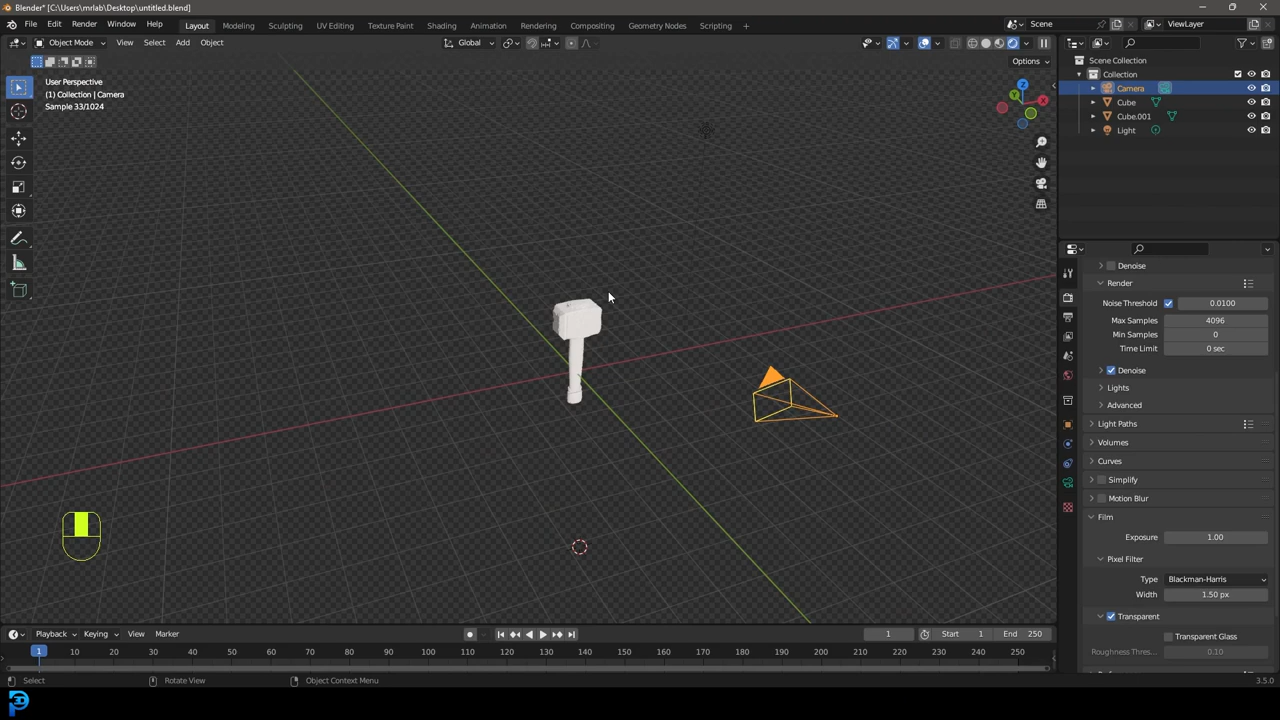 Blender* [C:\Users\mrlab\Desktop\untitled.blend]
File Edit Render Window Help Layout Modeling Sculpting UV Editing Texture Paint Shading Animation Rendering Compositing Geometry Nodes Scripting + Scene ViewLayer
Object Mode View Select Add Object Global
Options
User Perspective
(1) Collection | Camera
Sample 33/1024
Z
Y
X
Scene Collection
Collection
Camera
Cube
Cube.001
Light
Denoise
Render
Noise Threshold 0.0100
Max Samples 4096
Min Samples 0
Time Limit 0 sec
Denoise
Lights
Advanced
Light Paths
Volumes
Curves
Simplify
Motion Blur
Film
Exposure 1.00
Pixel Filter
Type Blackman-Harris
Width 1.50 px
Transparent
Transparent Glass
Roughness Thres... 0.10
Playback Keying View Marker 1 Start 1 End 250
1 10 20 30 40 50 60 70 80 90 100 110 120 130 140 150 160 170 180 190 200 210 220 230 240 250
Select Rotate View Object Context Menu 3.5.0